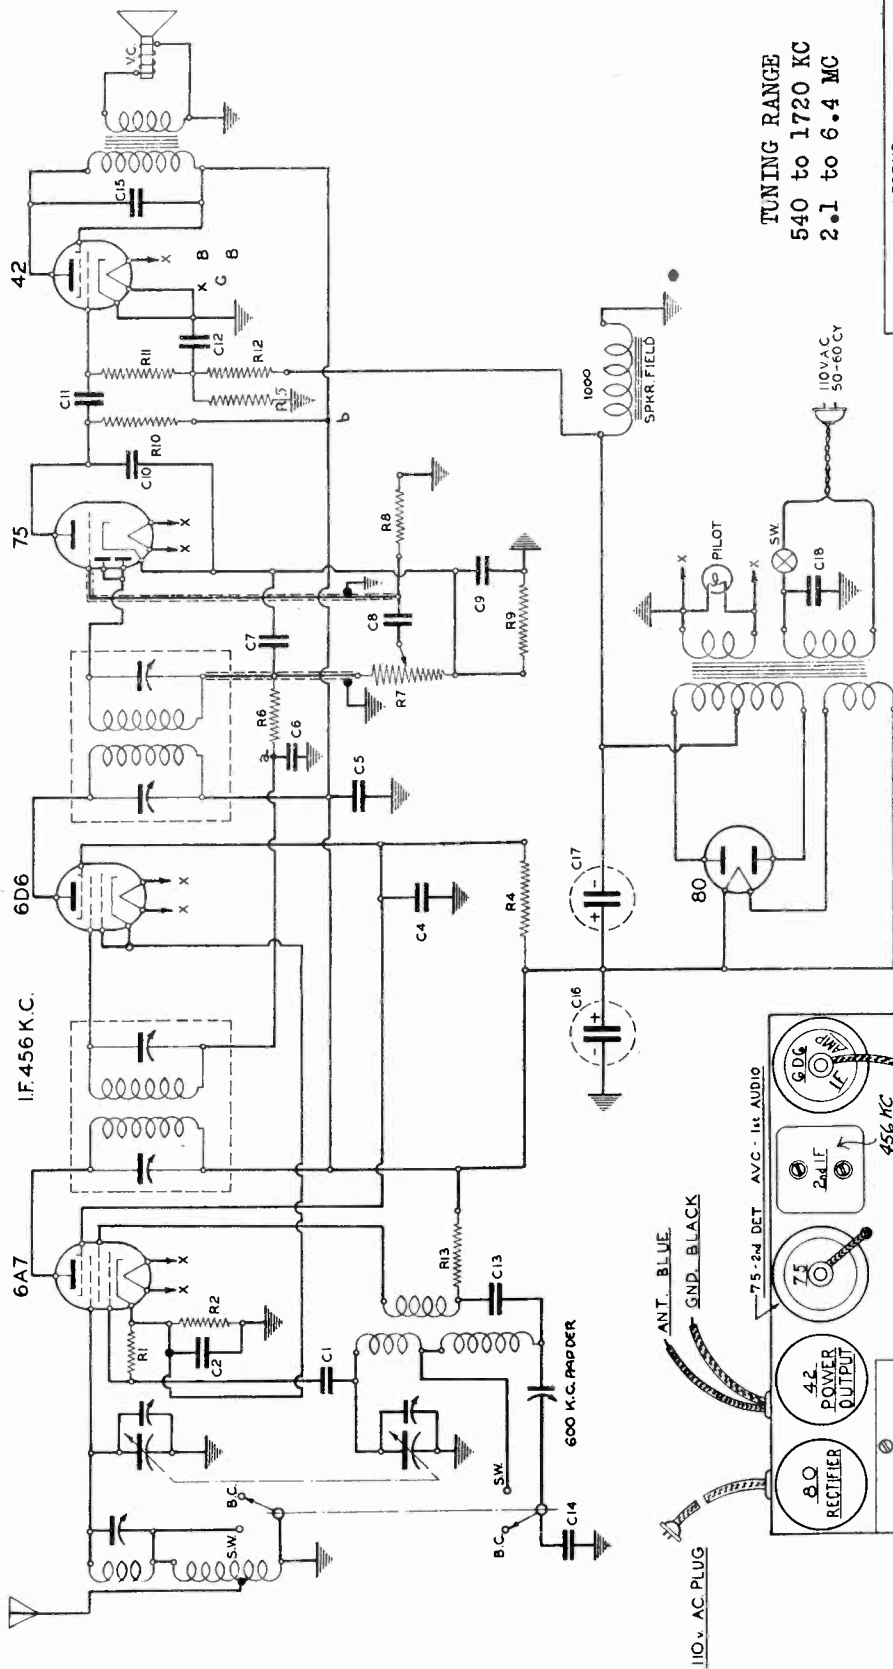 6A7
I.F. 456 K.C.
6D6
75
42
V.C.
C15
X
B
B
X
G
C12
R11
R12
C11
R10
C10
R15
b
X
X
X
X
X
X
R1
R2
C2
C1
R13
C13
600 K.C. PADDER
C14
B.C.
S.W.
B.C.
S.W.
C4
R4
C5
C6
R6
a
C7
R7
C8
R8
C9
R9
1000
SPKR. FIELD
C16
+
-
C17
-
+
80
X
X
PILOT
SW.
C18
110 V. A.C.
50-60 CY
TUNING RANGE
540 to 1720 KC
2.1 to 6.4 MC
110 v. AC. PLUG
ANT. BLUE
GND. BLACK
75-2nd DET AVC-1st AUDIO
80
RECTIFIER
42
POWER
OUTPUT
75
2nd IF
456 KC
6D6
IF
AMP